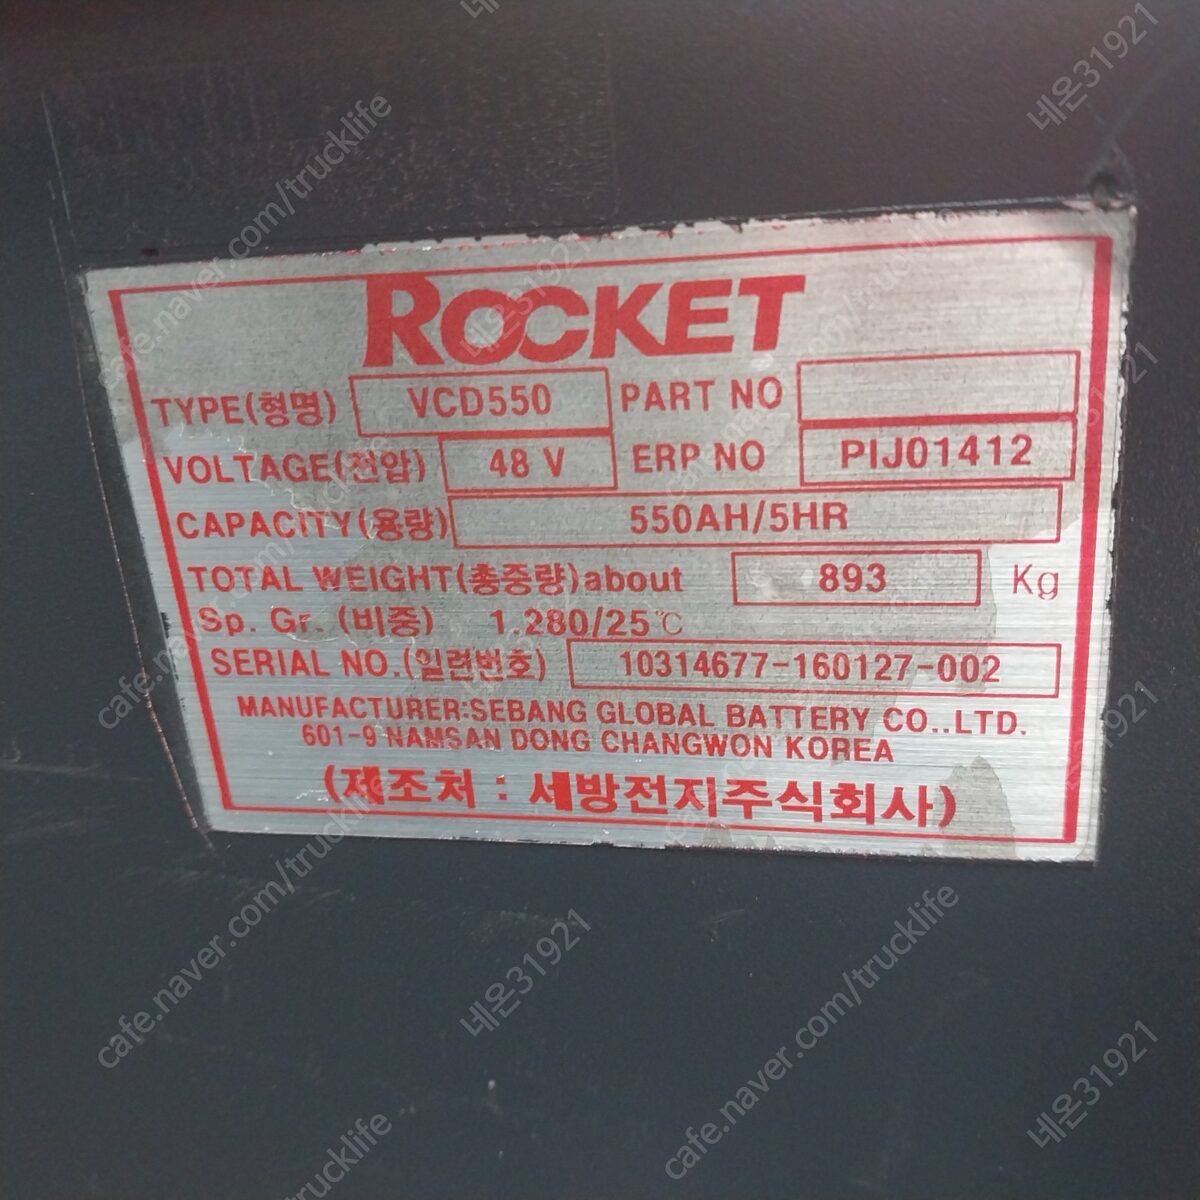 ROCKET
TYPE(형명) VCD550 PART NO
VOLTAGE(전압) 48 V ERP NO PIJ01412
CAPACITY(용량) 550AH/5HR
TOTAL WEIGHT(총중량)about 893 Kg
Sp. Gr. (비중) 1.280/25℃
SERIAL NO.(일련번호) 10314677-160127-002
MANUFACTURER:SEBANG GLOBAL BATTERY CO.,LTD.
601-9 NAMSAN DONG CHANGWON KOREA
(제조처 : 세방전지주식회사)
cafe.naver.com/trucklife
네온31921